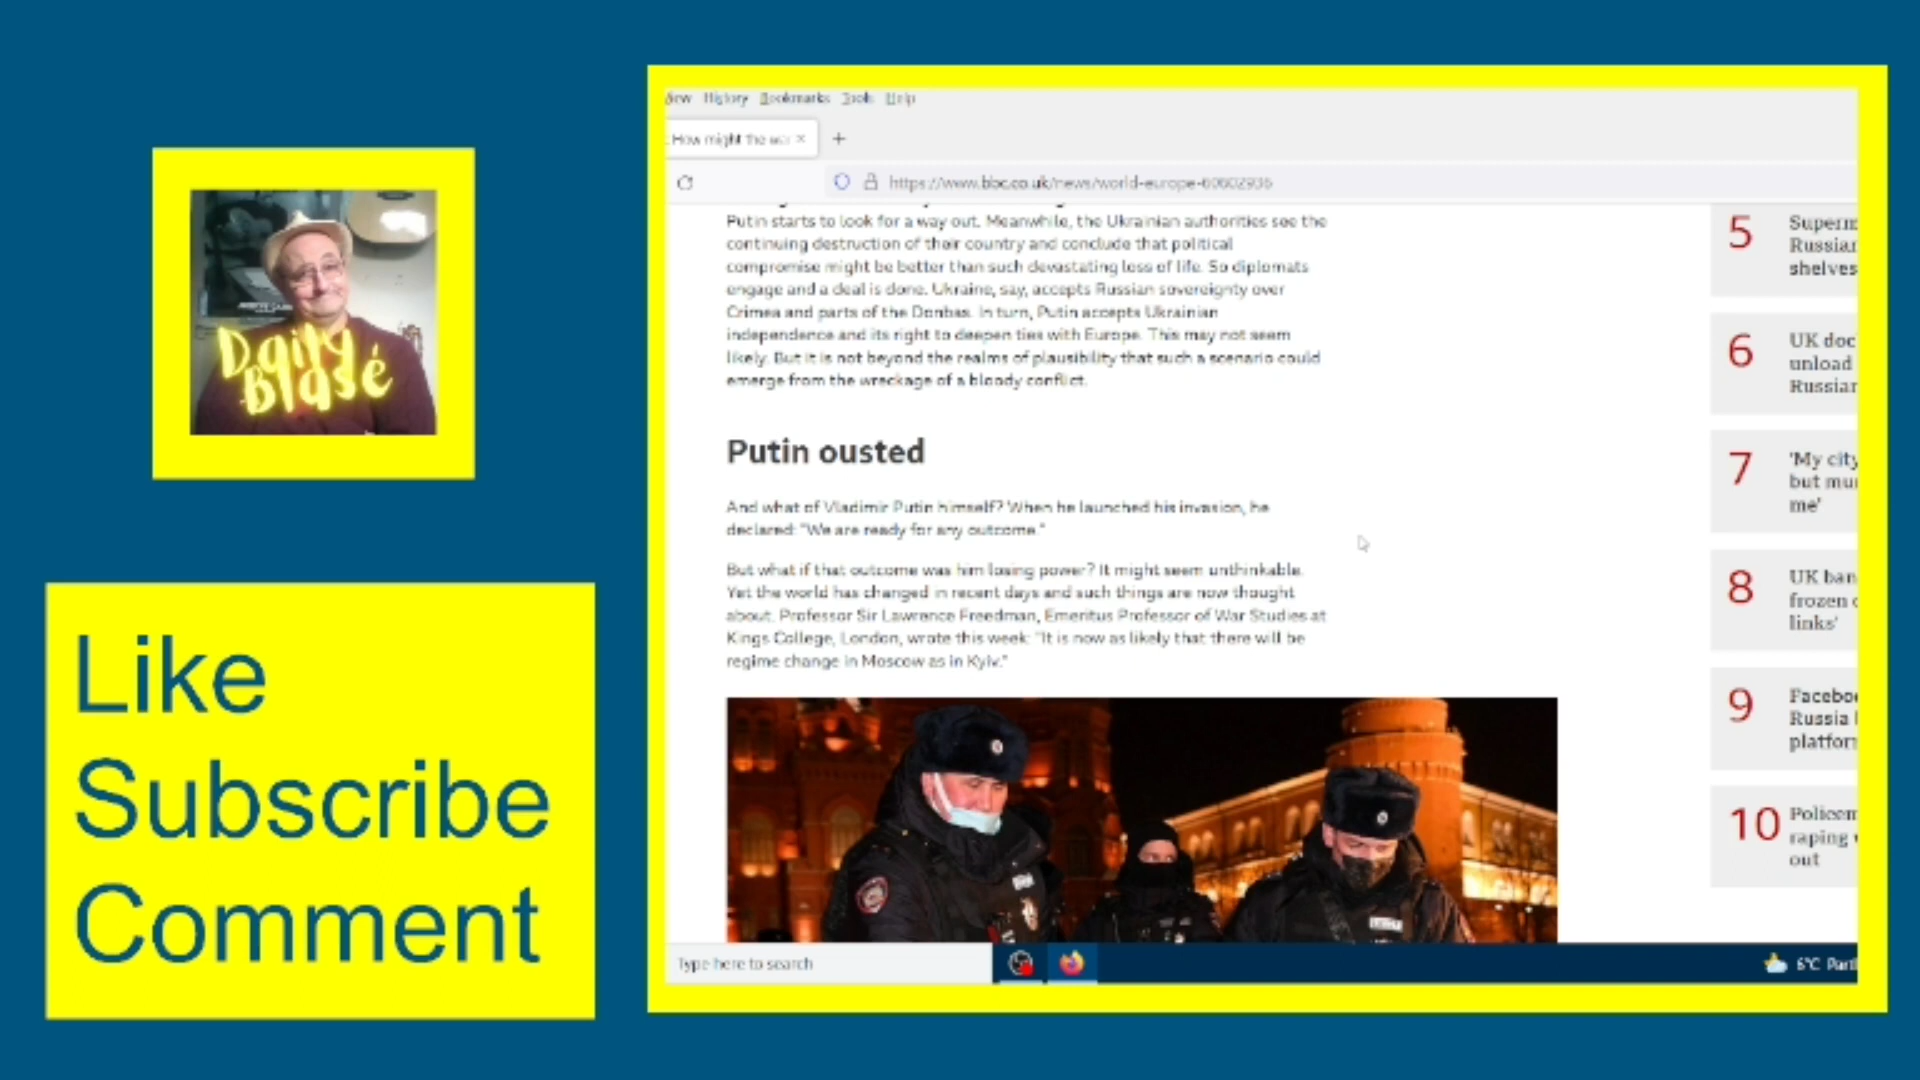 Daily
Blasé
Like
Subscribe
Comment
View History Bookmarks Tools Help
How might the war
https://www.bbc.co.uk/news/world-europe-60602936
Putin starts to look for a way out. Meanwhile, the Ukrainian authorities see the
continuing destruction of their country and conclude that political
compromise might be better than such devastating loss of life. So diplomats
engage and a deal is done. Ukraine, say, accepts Russian sovereignty over
Crimea and parts of the Donbas. In turn, Putin accepts Ukrainian
independence and its right to deepen ties with Europe. This may not seem
likely. But it is not beyond the realms of plausibility that such a scenario could
emerge from the wreckage of a bloody conflict.
Putin ousted
And what of Vladimir Putin himself? When he launched his invasion, he
declared: "We are ready for any outcome."
But what if that outcome was him losing power? It might seem unthinkable.
Yet the world has changed in recent days and such things are now thought
about. Professor Sir Lawrence Freedman, Emeritus Professor of War Studies at
Kings College, London, wrote this week: "It is now as likely that there will be
regime change in Moscow as in Kyiv."
5 Superm
Russian
shelves
6 UK doc
unload
Russian
7 'My city
but mu
me'
8 UK ban
frozen
links'
9 Facebo
Russia
platfor
10 Policem
raping
out
Type here to search
6°C Part